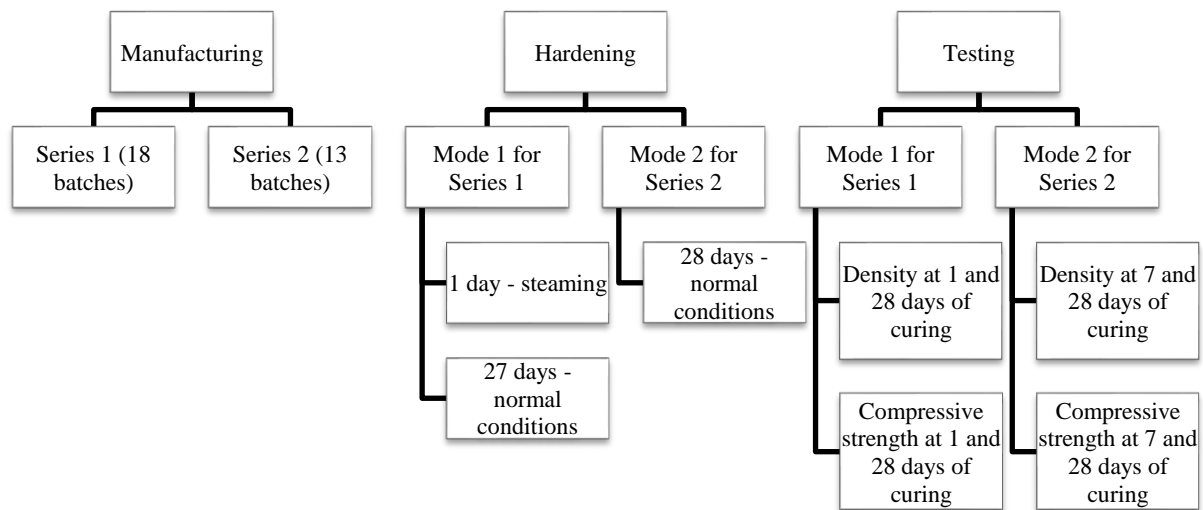 Manufacturing
Series 1 (18
batches)
Series 2 (13
batches)
Hardening
Mode 1 for
Series 1
1 day - steaming
27 days -
normal
conditions
Mode 2 for
Series 2
28 days -
normal
conditions
Testing
Mode 1 for
Series 1
Density at 1 and
28 days of
curing
Compressive
strength at 1 and
28 days of
curing
Mode 2 for
Series 2
Density at 7 and
28 days of
curing
Compressive
strength at 7 and
28 days of
curing